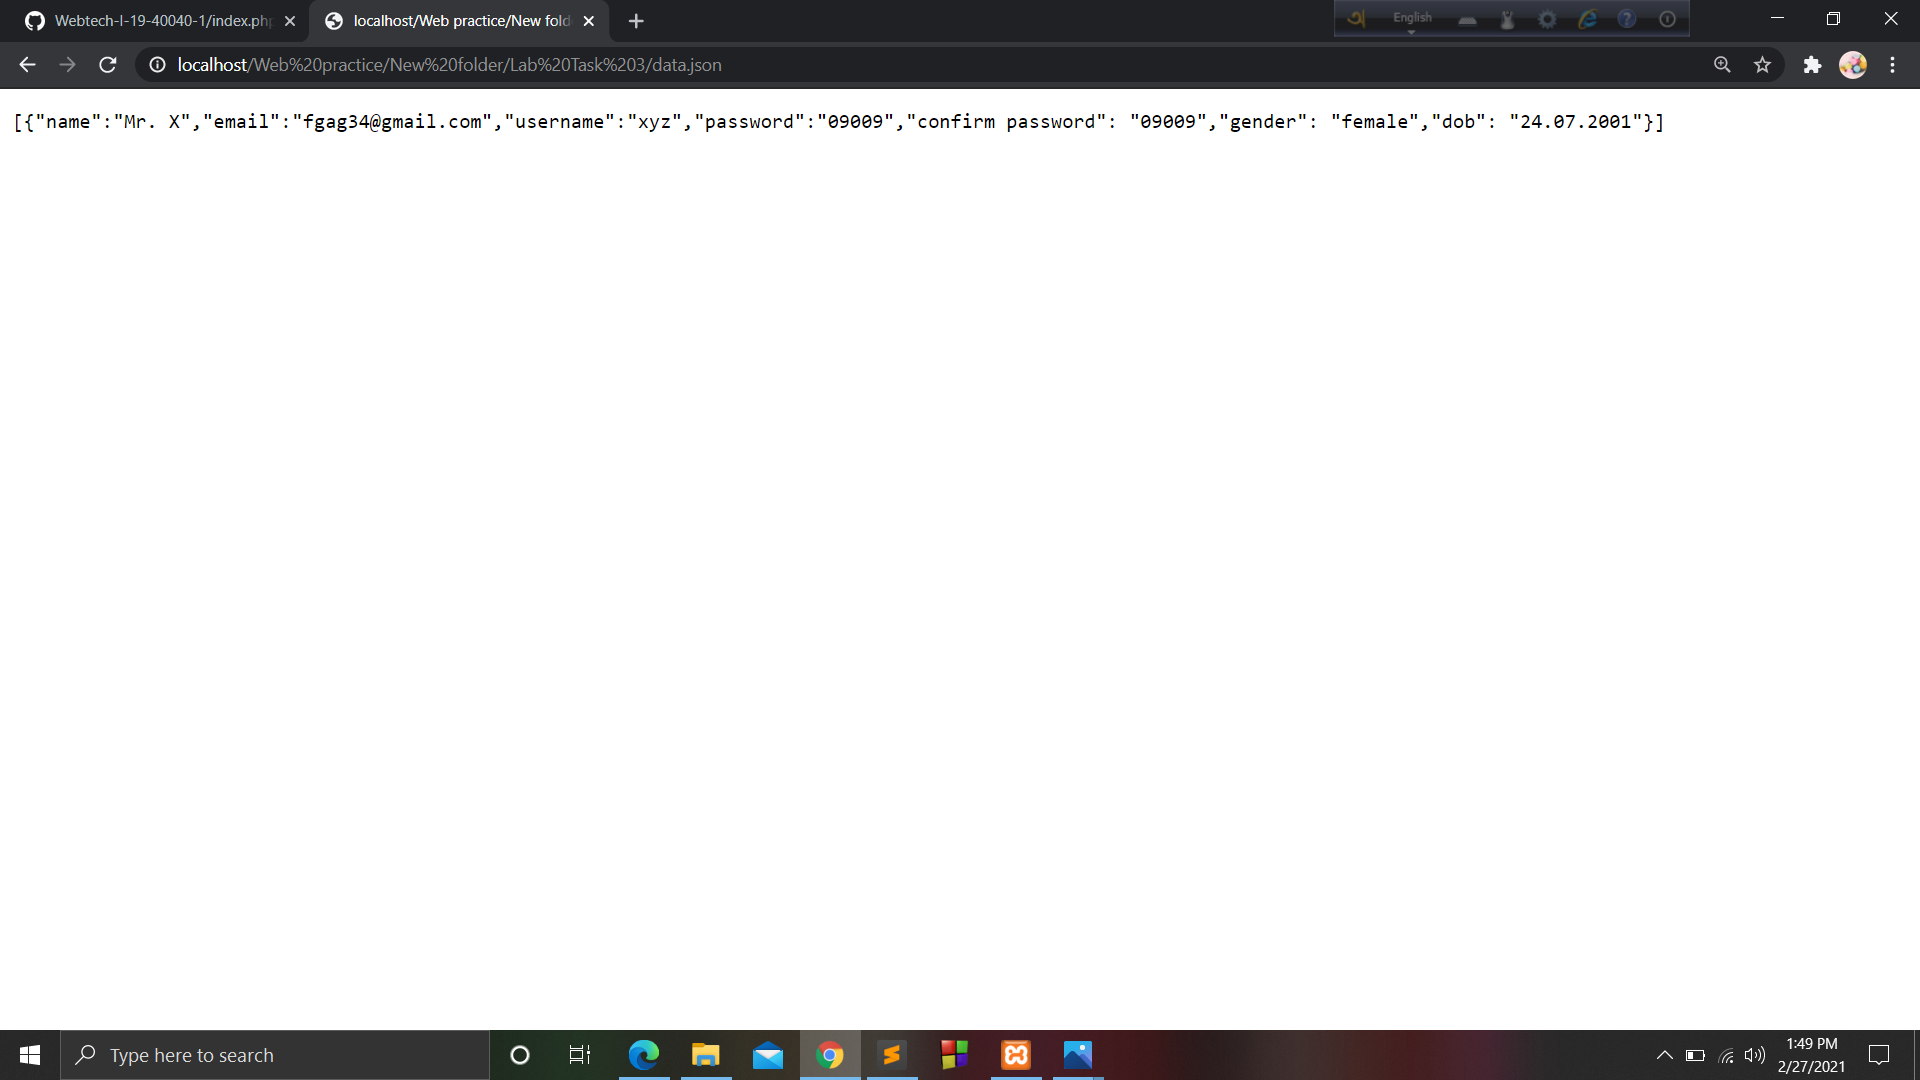 Webtech-I-19-40040-1/index.php
localhost/Web practice/New fold
English
localhost/Web%20practice/New%20folder/Lab%20Task%203/data.json
[{"name":"Mr. X","email":"fgag34@gmail.com","username":"xyz","password":"09009","confirm password": "09009","gender": "female","dob": "24.07.2001"}]
Type here to search
1:49 PM
2/27/2021